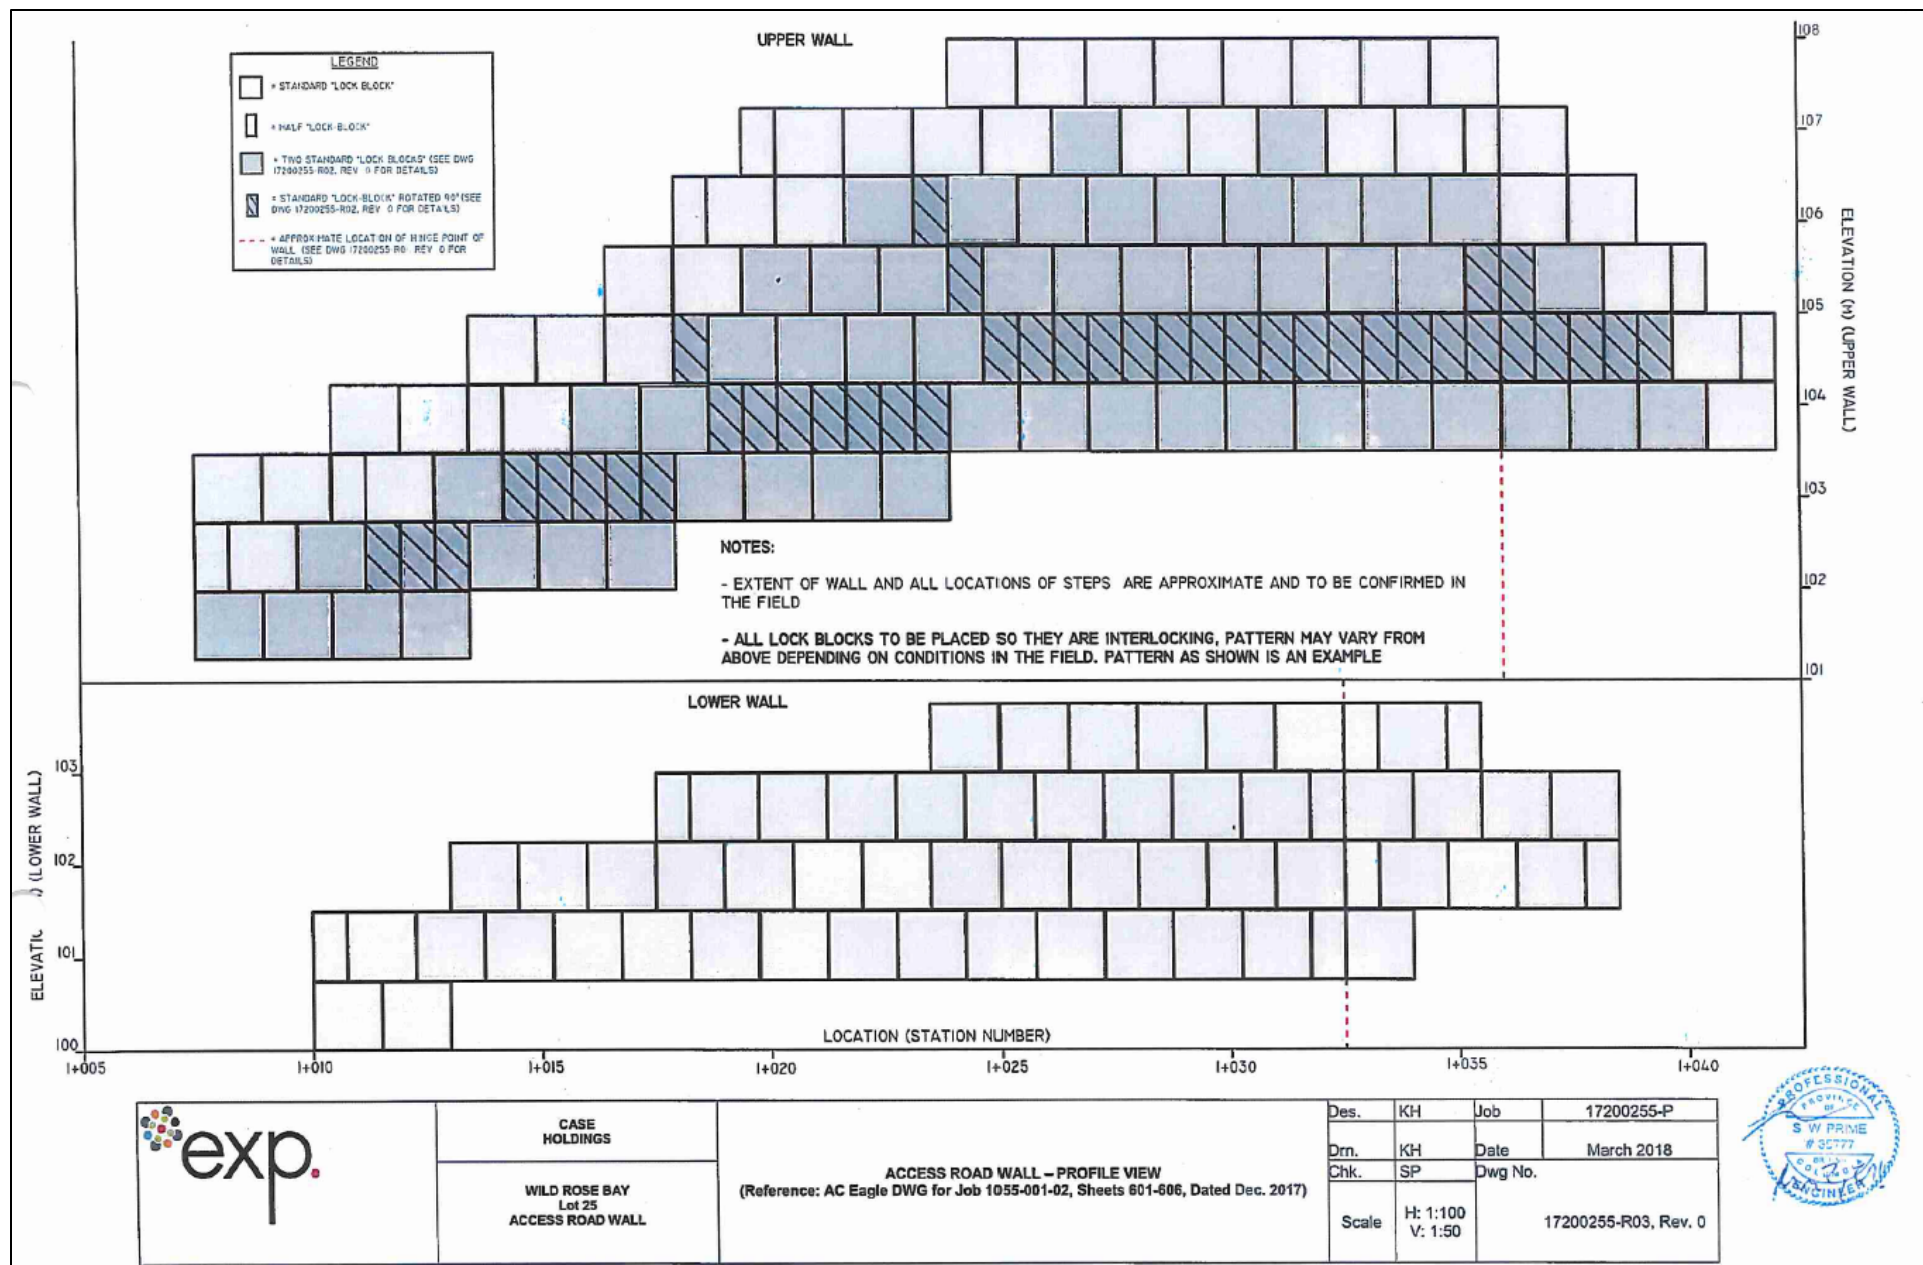 UPPER WALL
LEGEND
= STANDARD "LOCK BLOCK"
= HALF "LOCK-BLOCK"
= TWO STANDARD "LOCK BLOCKS" (SEE DWG
17200255-R02, REV 0 FOR DETAILS)
= STANDARD "LOCK-BLOCK" ROTATED 90° (SEE
DWG 17200255-R02, REV 0 FOR DETAILS)
= APPROXIMATE LOCATION OF HINGE POINT OF
WALL (SEE DWG 17200255 R0 REV 0 FOR
DETAILS)
108
107
106
105
104
103
102
101
ELEVATION (M) (UPPER WALL)
NOTES:
- EXTENT OF WALL AND ALL LOCATIONS OF STEPS ARE APPROXIMATE AND TO BE CONFIRMED IN
THE FIELD
- ALL LOCK BLOCKS TO BE PLACED SO THEY ARE INTERLOCKING, PATTERN MAY VARY FROM
ABOVE DEPENDING ON CONDITIONS IN THE FIELD. PATTERN AS SHOWN IS AN EXAMPLE
LOWER WALL
103
102
101
100
) (LOWER WALL)
LOCATION (STATION NUMBER)
1+005 1+010 1+015 1+020 1+025 1+030 1+035 1+040
exp.
CASE
HOLDINGS
WILD ROSE BAY
Lot 25
ACCESS ROAD WALL
ACCESS ROAD WALL – PROFILE VIEW
(Reference: AC Eagle DWG for Job 1055-001-02, Sheets 601-606, Dated Dec. 2017)
Des. KH Job 17200255-P
Drn. KH Date March 2018
Chk. SP Dwg No.
Scale H: 1:100
V: 1:50
17200255-R03, Rev. 0
PROFESSIONAL
PROVINCE
OF
S W PRIME
# 35777
ENGINEER